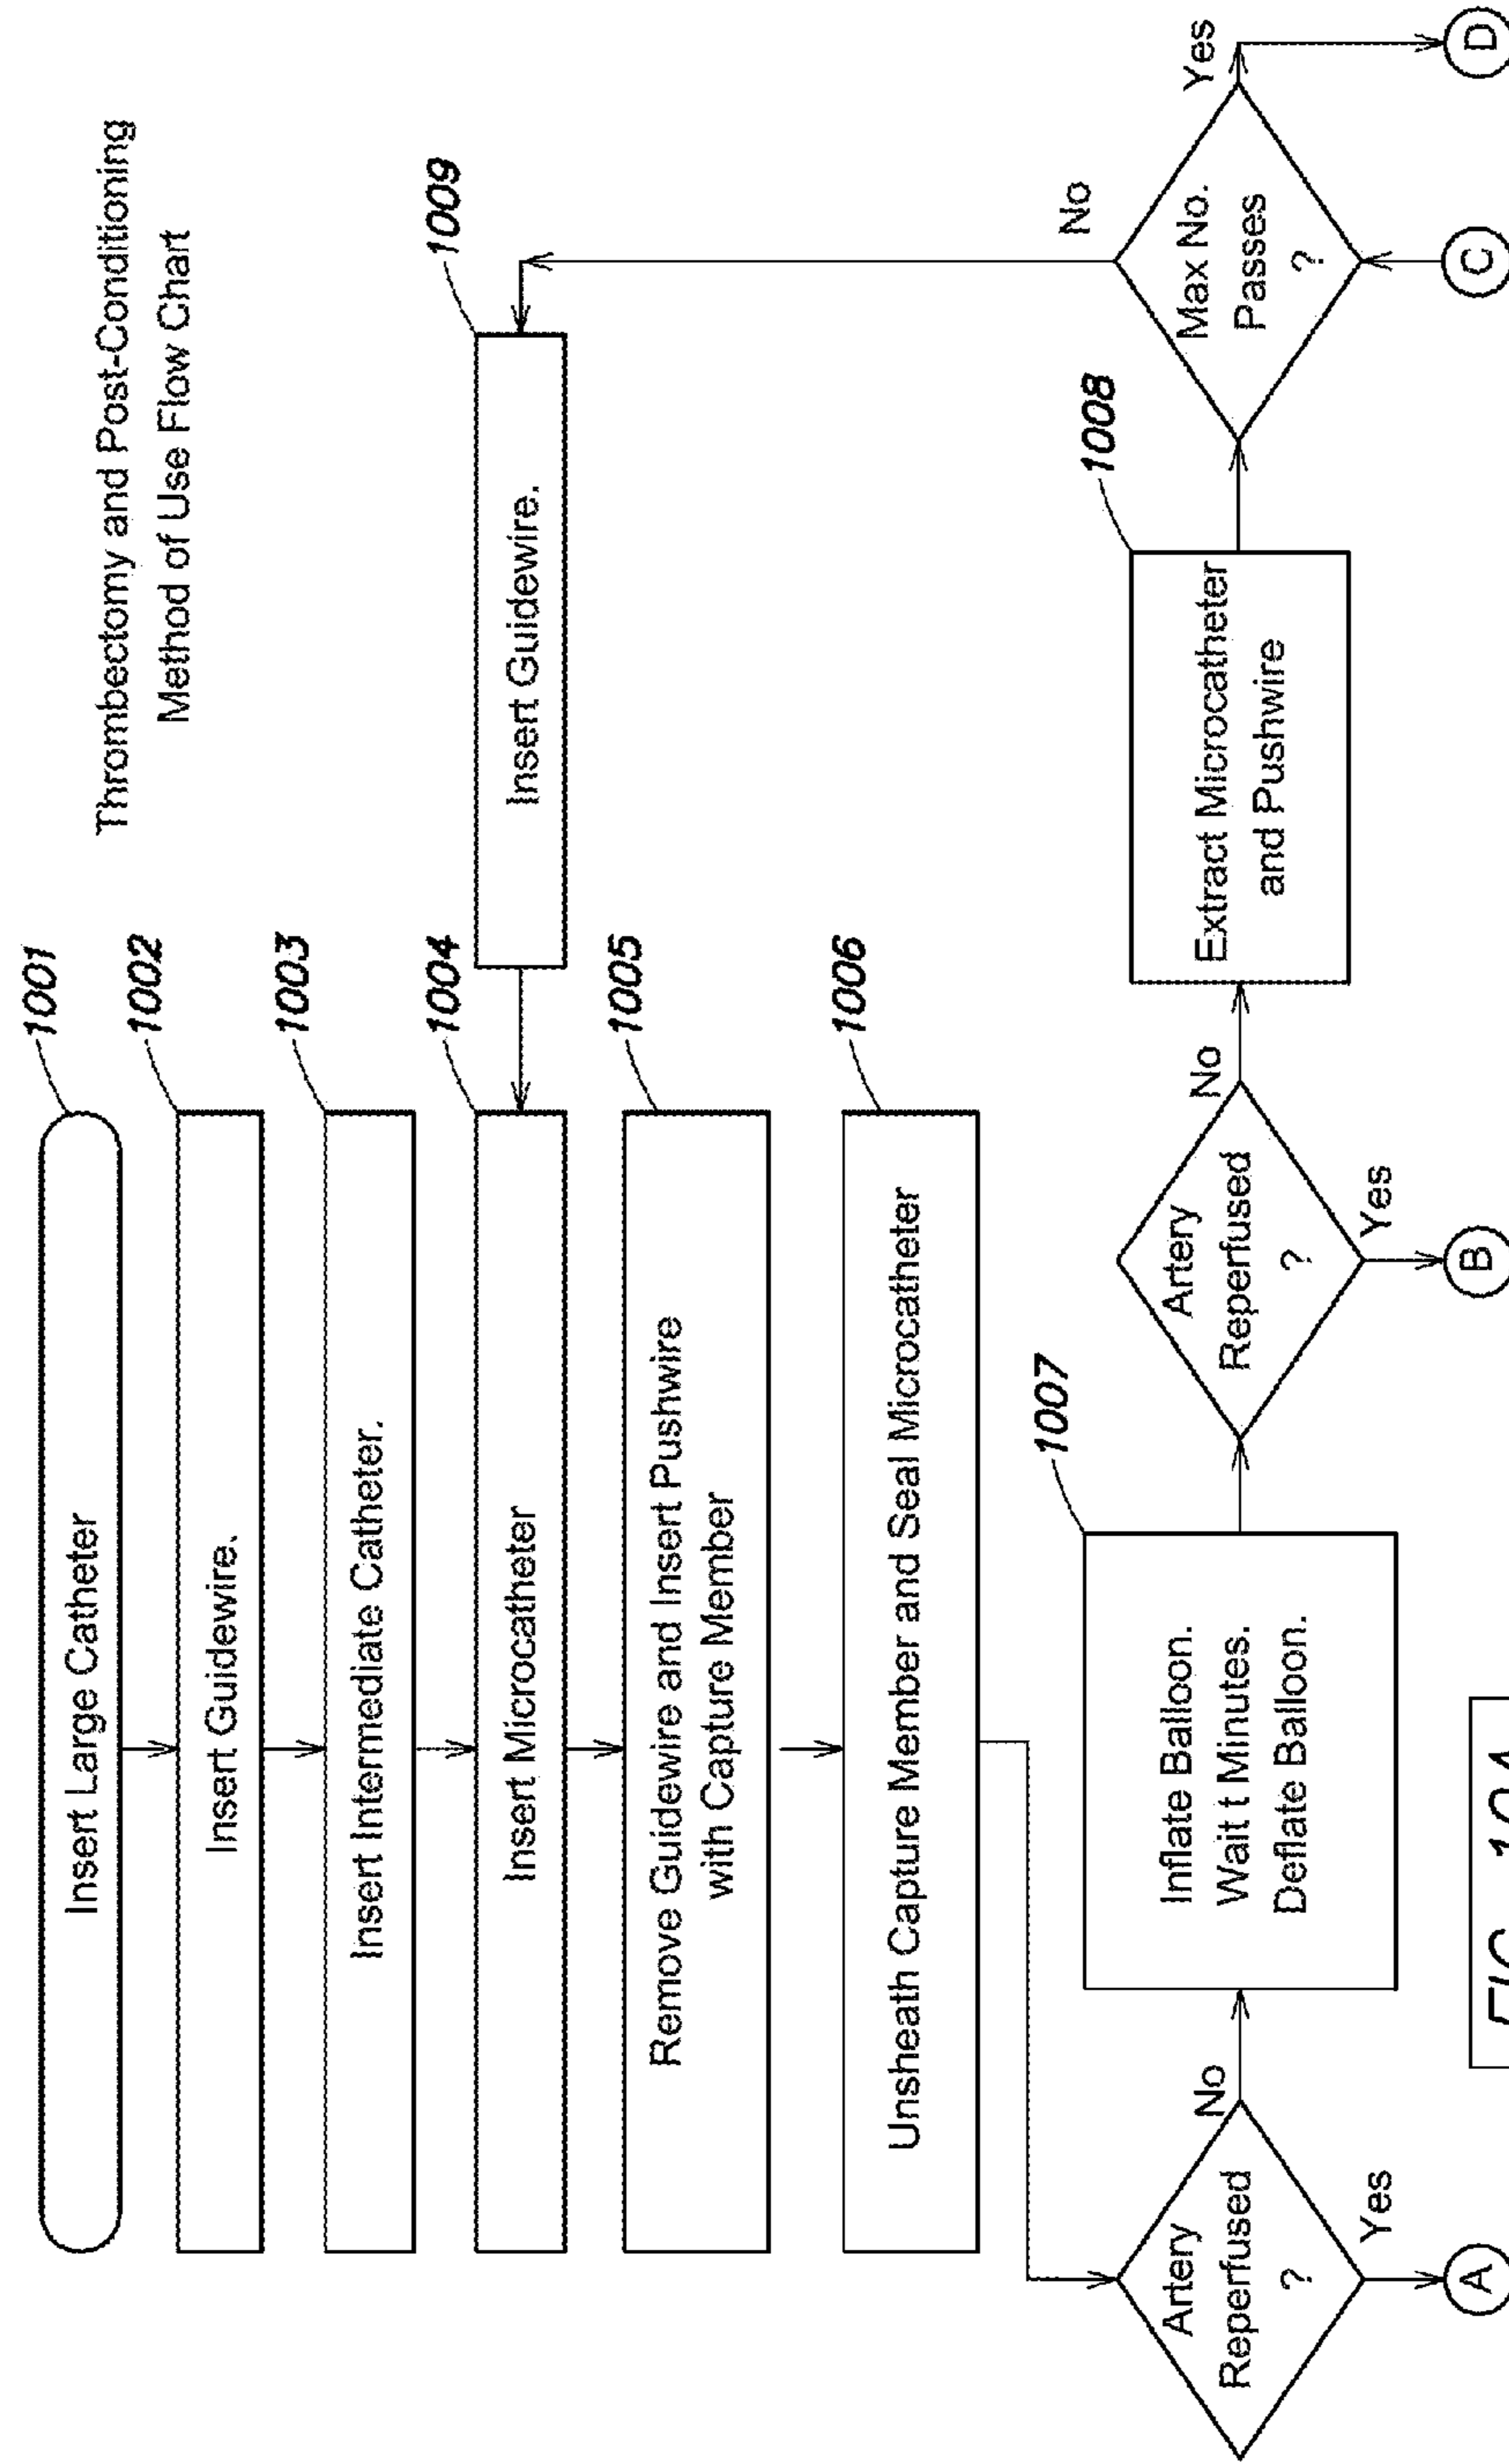 Thrombectomy and Post-Conditioning
Method of Use Flow Chart
1001
Insert Large Catheter
1002
Insert Guidewire.
1003
Insert Intermediate Catheter.
1004
Insert Microcatheter
1009
Insert Guidewire.
1005
Remove Guidewire and Insert Pushwire
with Capture Member
1006
Unsheath Capture Member and Seal Microcatheter
Artery
Reperfused
?
No
Yes
A
1007
Inflate Balloon.
Wait t Minutes.
Deflate Balloon.
Artery
Reperfused
?
No
Yes
B
1008
Extract Microcatheter
and Pushwire
Max No.
Passes
?
No
Yes
C
D